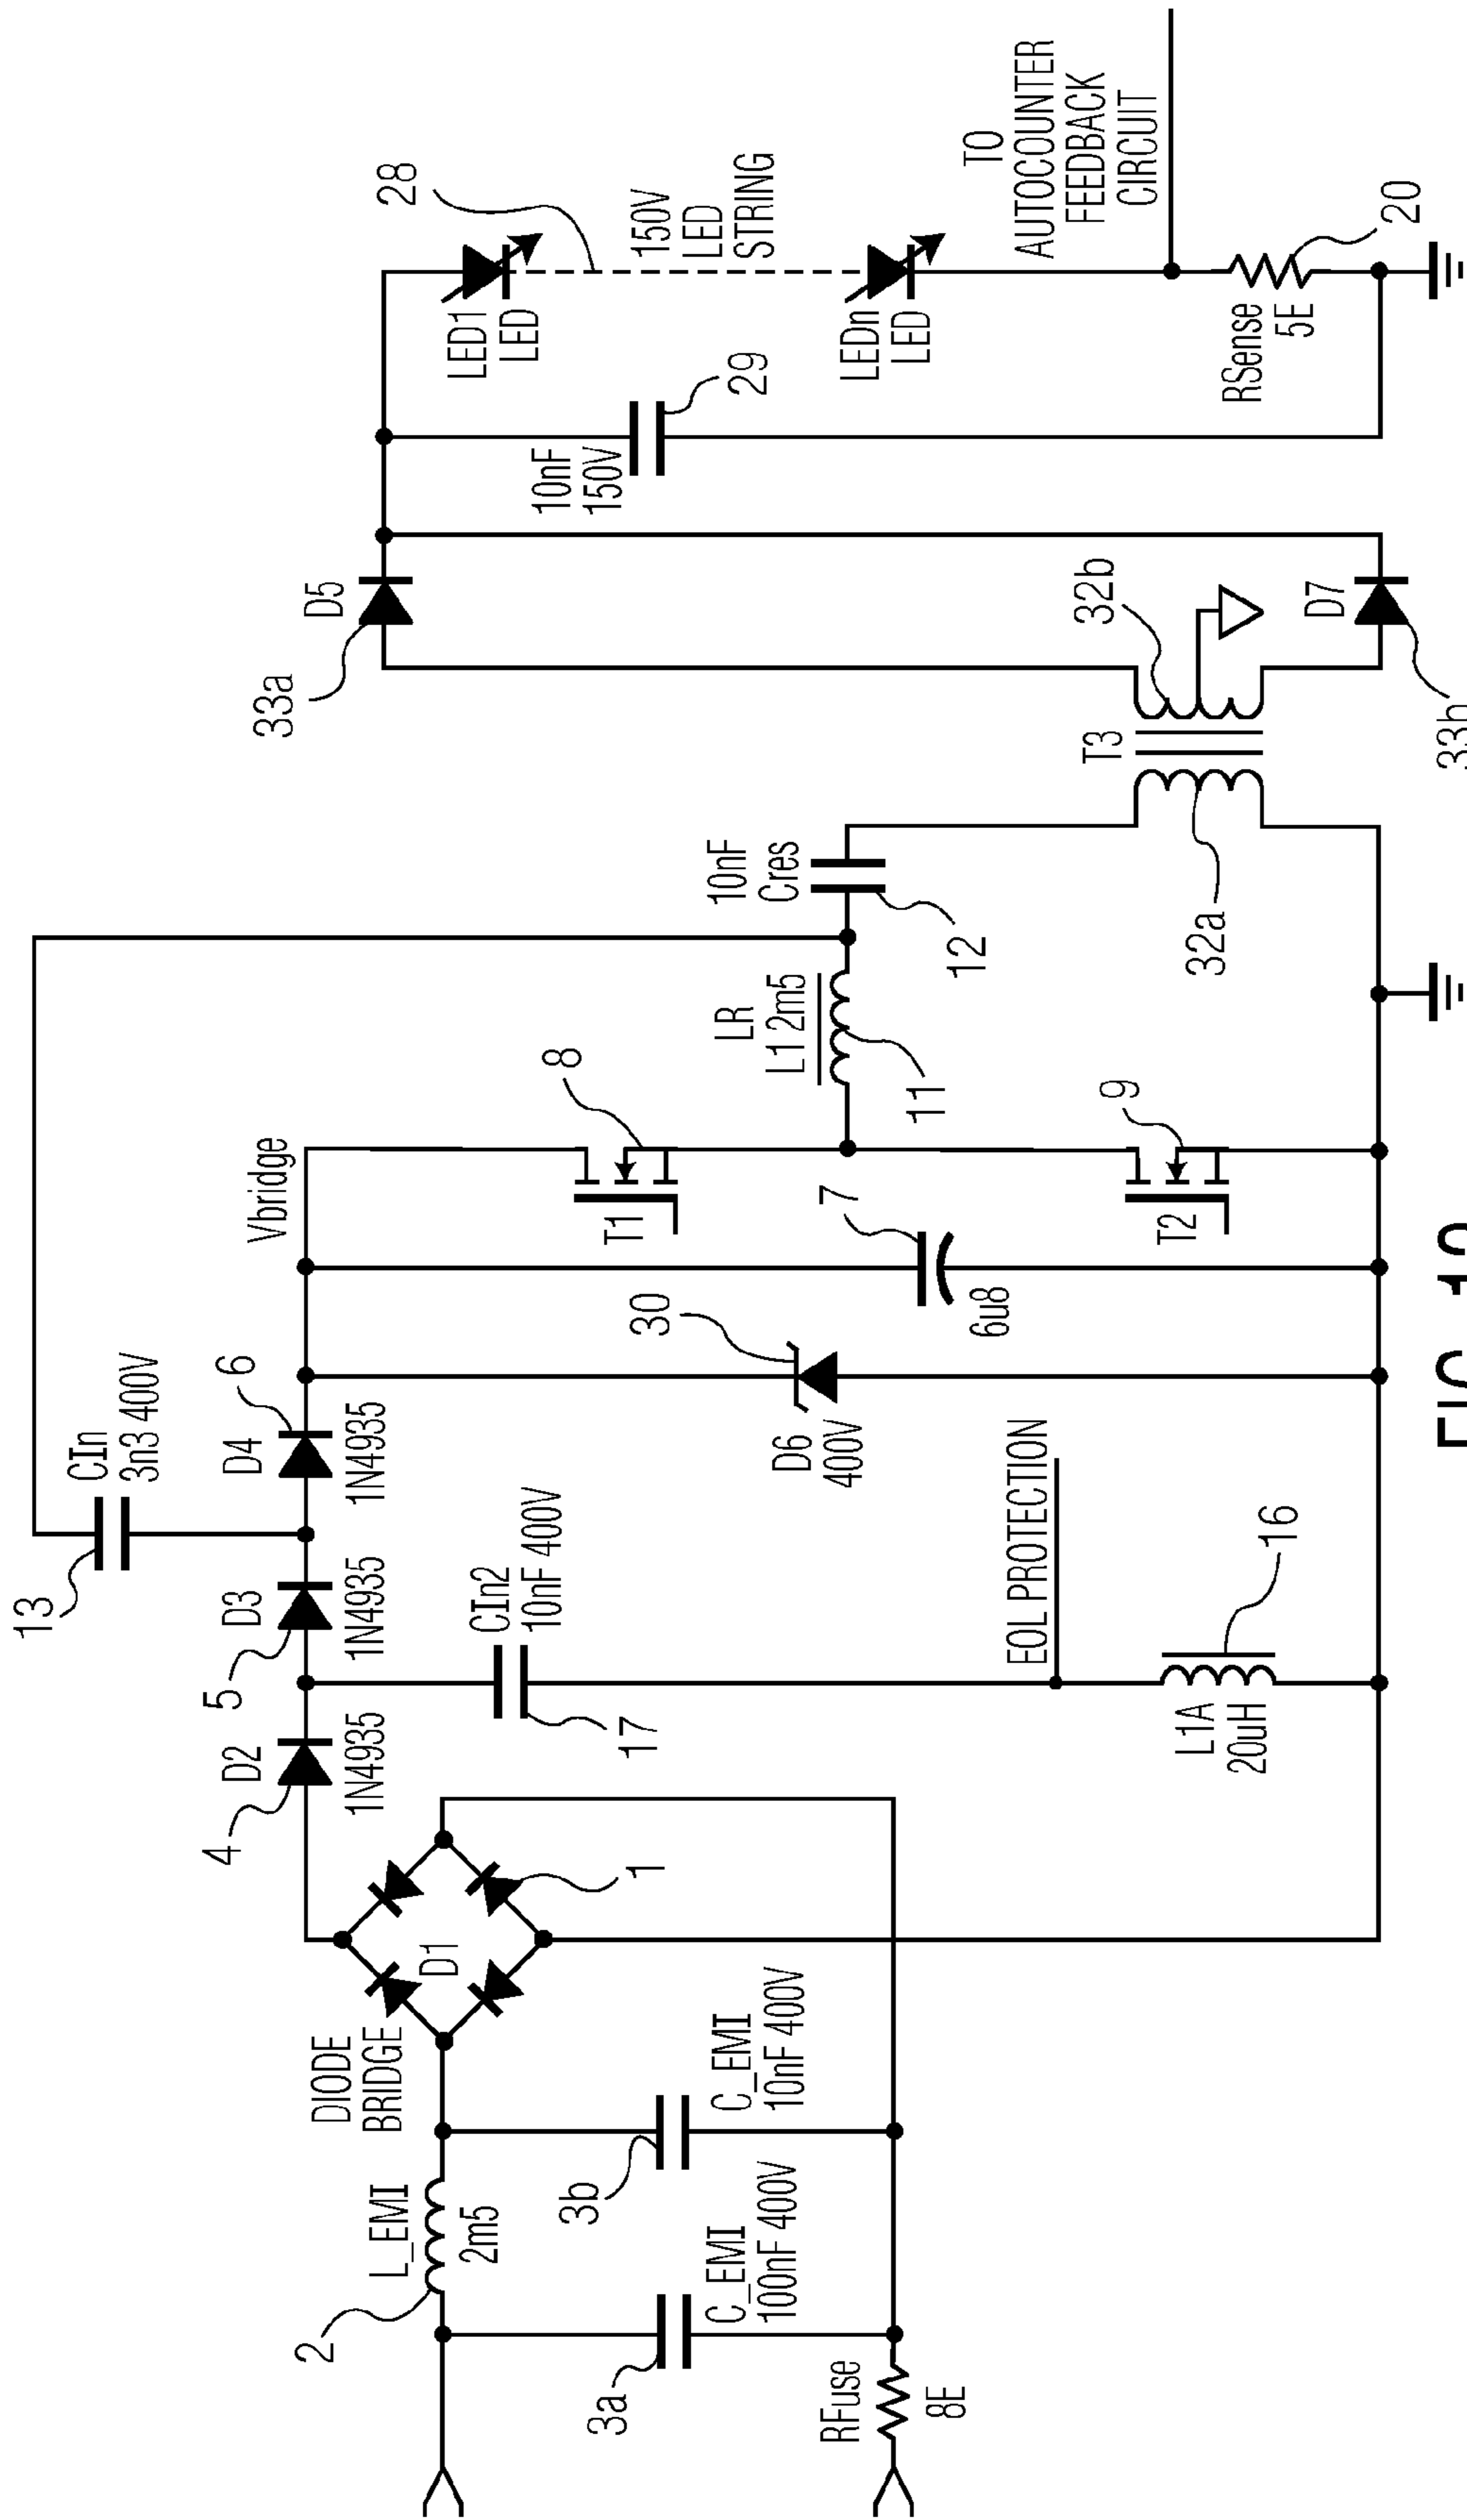 13
CIn
3n3 400V
4
D2
1N4935
5
D3
1N4935
D4
6
1N4935
Vbridge
DIODE
BRIDGE
D1
1
2
L_EMI
2m5
3a
C_EMI
100nF 400V
3b
C_EMI
10nF 400V
RFuse
8E
CIn2
10nF 400V
17
EOL PROTECTION
L1A
20uH
16
30
D6
400V
7
6u8
8
T1
9
T2
LR
L1 2m5
11
10nF
Cres
12
32a
T3
32b
33a
D5
D7
33b
10nF
150V
29
28
LED1
LED
150V
LED
STRING
LEDn
LED
TO
AUTOCOUNTER
FEEDBACK
CIRCUIT
RSense
5E
20